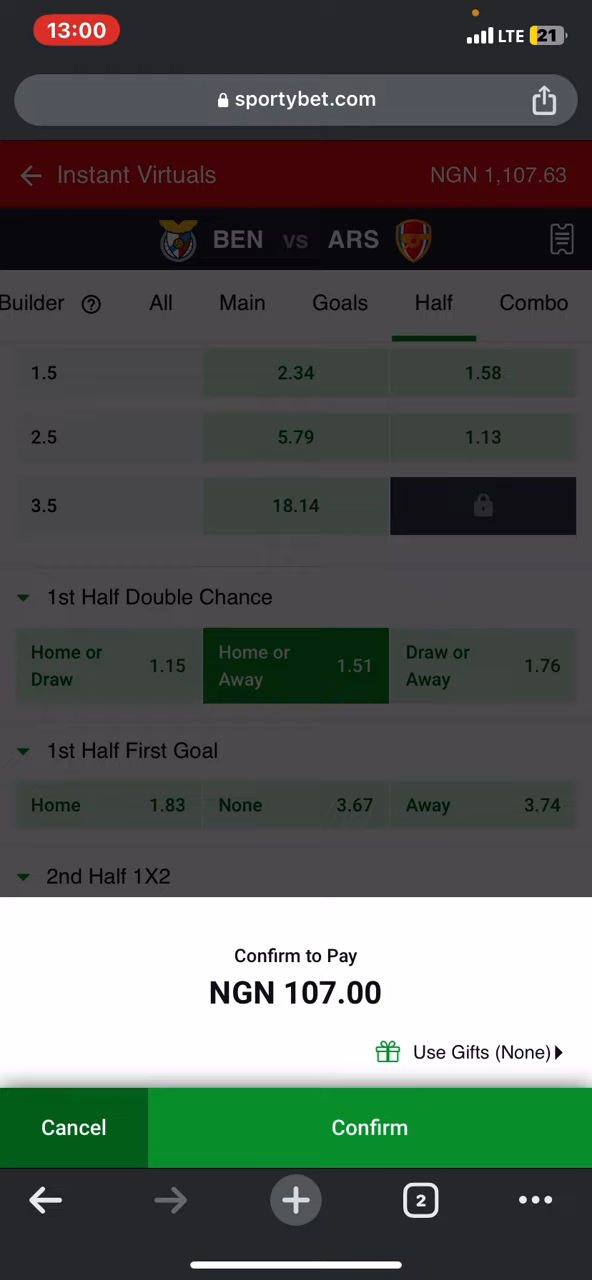 13:00
LTE 21
sportybet.com
Instant Virtuals NGN 1,107.63
BEN vs ARS
Builder ? All Main Goals Half Combo
1.5 2.34 1.58
2.5 5.79 1.13
3.5 18.14
1st Half Double Chance
Home or Draw 1.15 Home or Away 1.51 Draw or Away 1.76
1st Half First Goal
Home 1.83 None 3.67 Away 3.74
2nd Half 1X2
Confirm to Pay
NGN 107.00
Use Gifts (None)
Cancel Confirm
2